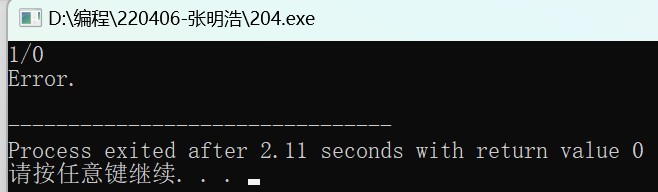 D:\编程\220406-张明浩\204.exe
1/0
Error.
--------------------------------
Process exited after 2.11 seconds with return value 0
请按任意键继续. . .